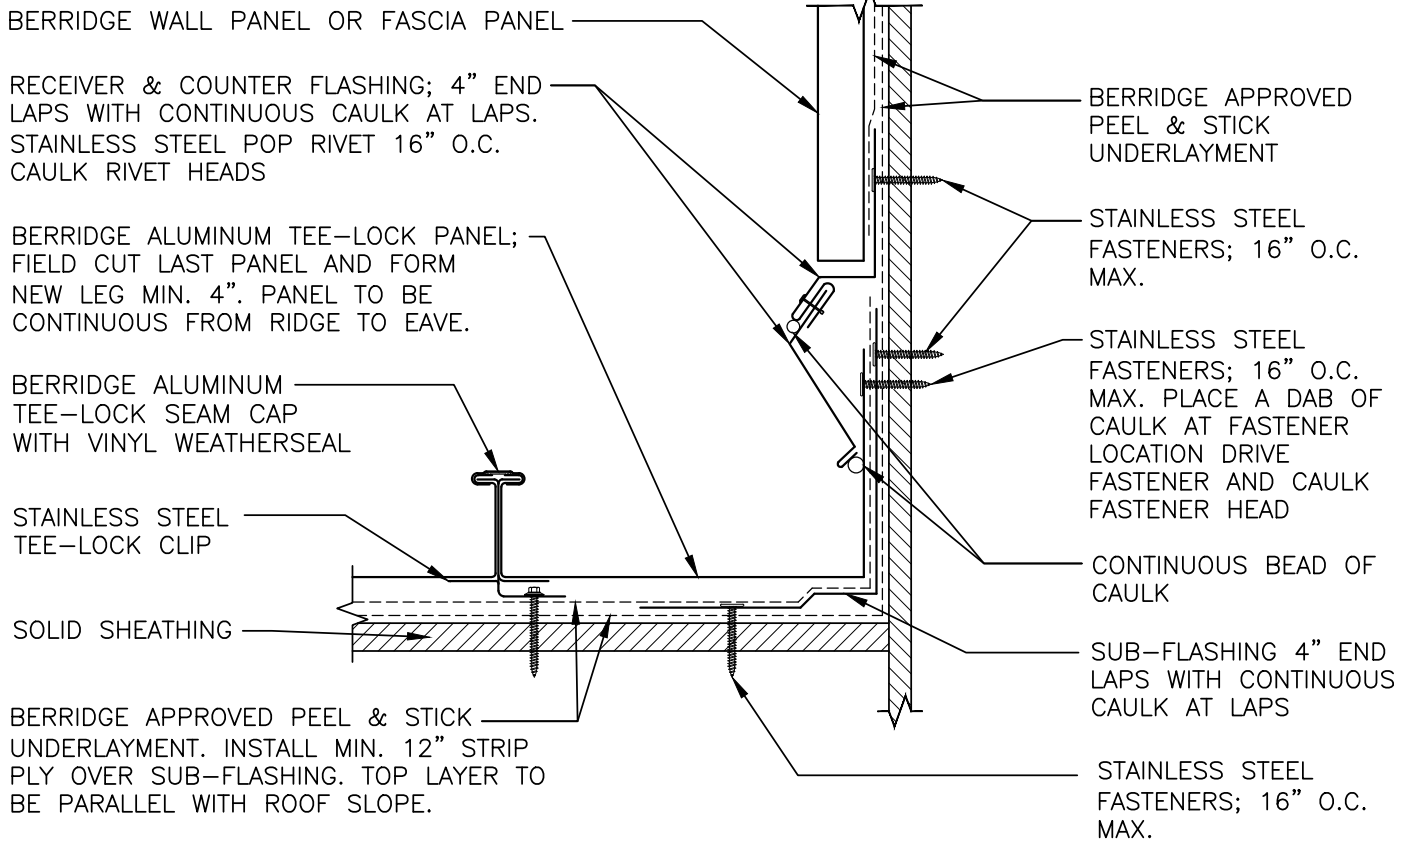 BERRIDGE WALL PANEL OR FASCIA PANEL
RECEIVER & COUNTER FLASHING; 4” END
LAPS WITH CONTINUOUS CAULK AT LAPS.
STAINLESS STEEL POP RIVET 16” O.C.
CAULK RIVET HEADS
BERRIDGE ALUMINUM TEE–LOCK PANEL;
FIELD CUT LAST PANEL AND FORM
NEW LEG MIN. 4”. PANEL TO BE
CONTINUOUS FROM RIDGE TO EAVE.
BERRIDGE ALUMINUM
TEE–LOCK SEAM CAP
WITH VINYL WEATHERSEAL
STAINLESS STEEL
TEE–LOCK CLIP
SOLID SHEATHING
BERRIDGE APPROVED PEEL & STICK
UNDERLAYMENT. INSTALL MIN. 12” STRIP
PLY OVER SUB–FLASHING. TOP LAYER TO
BE PARALLEL WITH ROOF SLOPE.
BERRIDGE APPROVED
PEEL & STICK
UNDERLAYMENT
STAINLESS STEEL
FASTENERS; 16” O.C.
MAX.
STAINLESS STEEL
FASTENERS; 16” O.C.
MAX. PLACE A DAB OF
CAULK AT FASTENER
LOCATION DRIVE
FASTENER AND CAULK
FASTENER HEAD
CONTINUOUS BEAD OF
CAULK
SUB–FLASHING 4” END
LAPS WITH CONTINUOUS
CAULK AT LAPS
STAINLESS STEEL
FASTENERS; 16” O.C.
MAX.